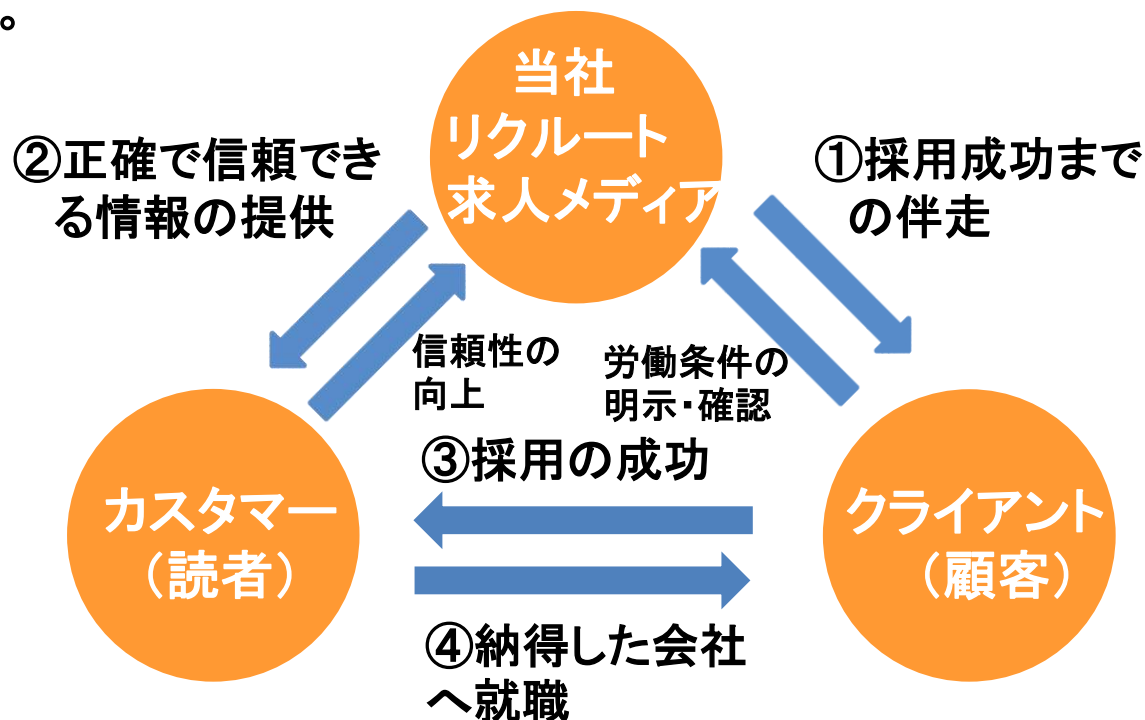 。
当社
リクルート
求人メディア
②正確で信頼でき
る情報の提供
①採用成功まで
の伴走
信頼性の
向上
労働条件の
明示・確認
③採用の成功
カスタマー
（読者）
クライアント
（顧客）
④納得した会社
へ就職